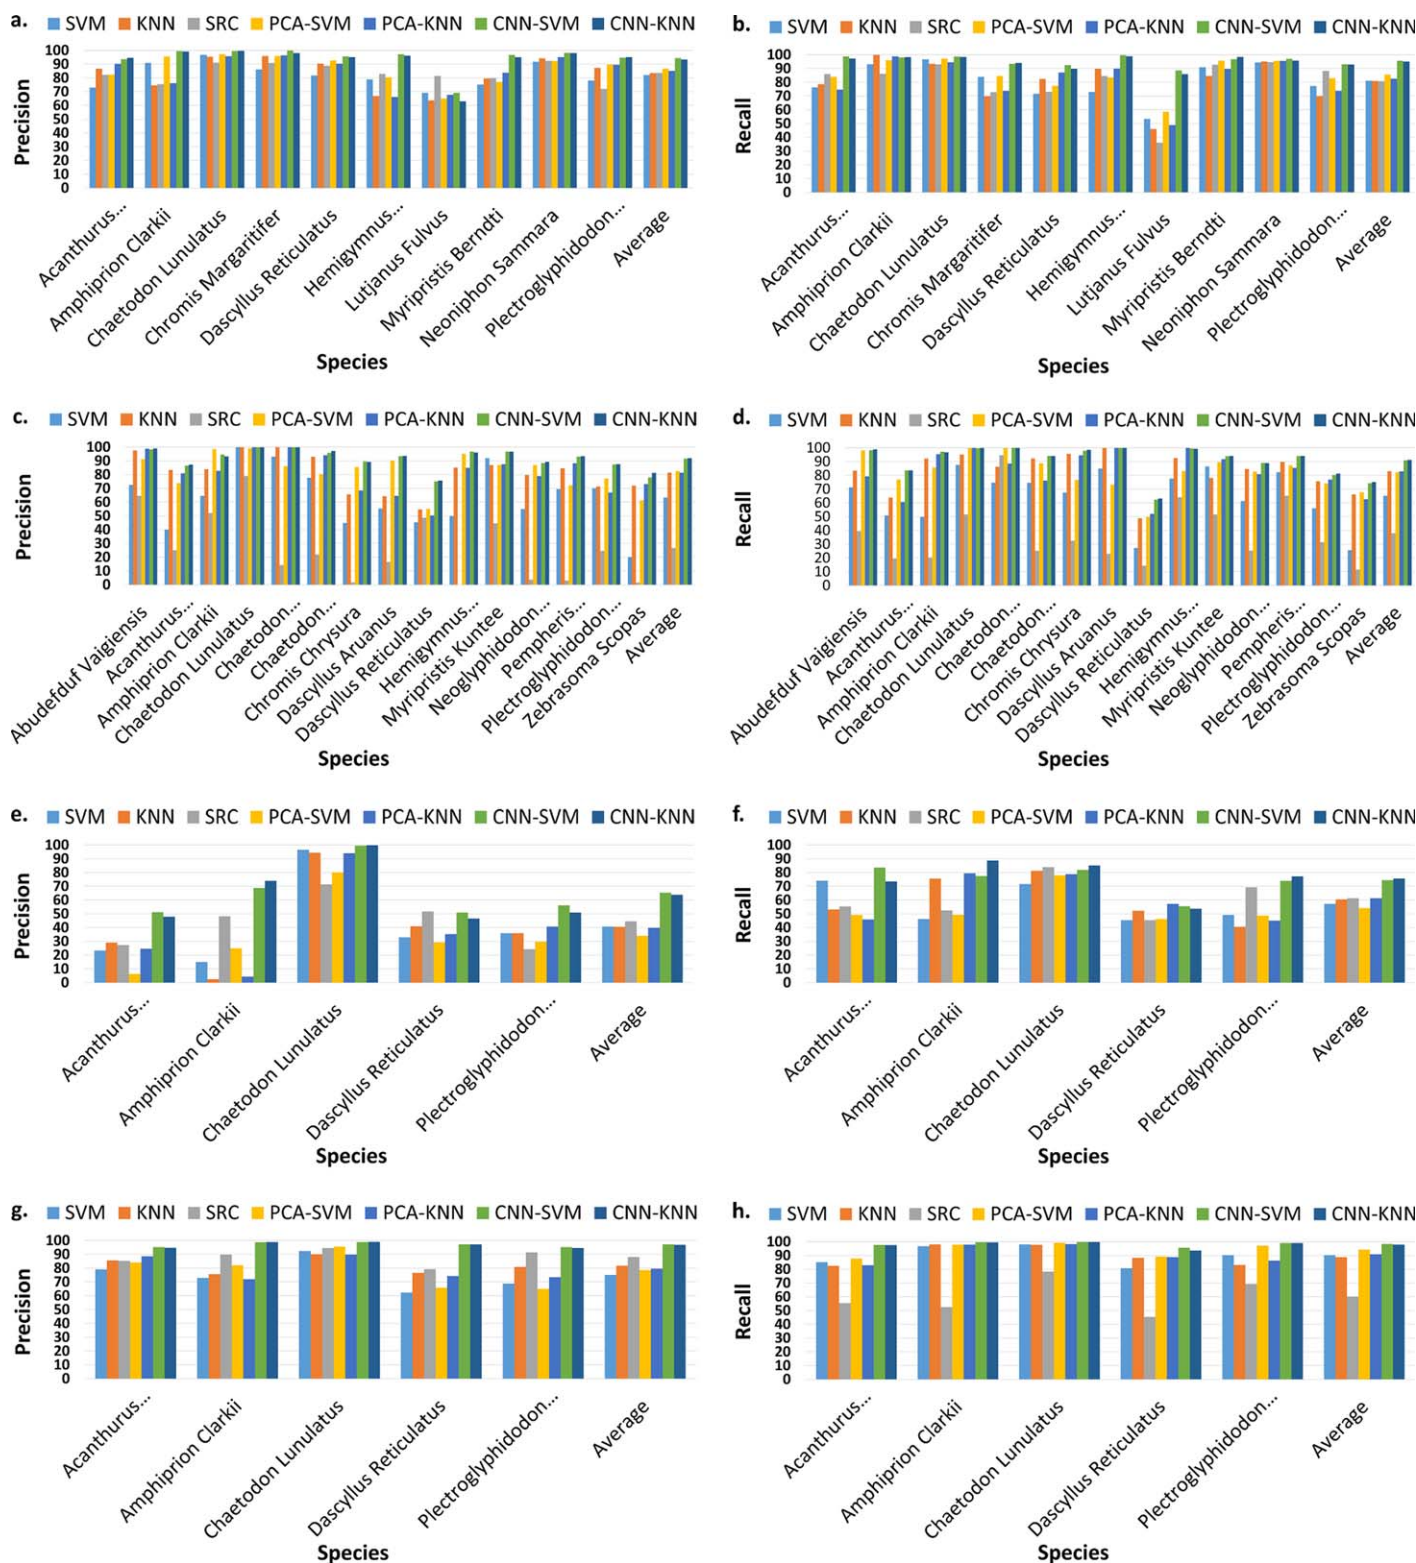 a. SVM KNN SRC PCA-SVM PCA-KNN CNN-SVM CNN-KNN
Precision
100
90
80
70
60
50
40
30
20
10
0
Acanthurus...
Amphiprion Clarkii
Chaetodon Lunulatus
Chromis Margaritifer
Dascyllus Reticulatus
Hemigymnus...
Lutjanus Fulvus
Myripristis Berndti
Neoniphon Sammara
Plectroglyphidodon...
Average
Species
b. SVM KNN SRC PCA-SVM PCA-KNN CNN-SVM CNN-KNN
Recall
100
90
80
70
60
50
40
30
20
10
0
Acanthurus...
Amphiprion Clarkii
Chaetodon Lunulatus
Chromis Margaritifer
Dascyllus Reticulatus
Hemigymnus...
Lutjanus Fulvus
Myripristis Berndti
Neoniphon Sammara
Plectroglyphidodon...
Average
Species
c. SVM KNN SRC PCA-SVM PCA-KNN CNN-SVM CNN-KNN
Precision
100
90
80
70
60
50
40
30
20
10
0
Abudefduf Vaigiensis
Acanthurus...
Amphiprion Clarkii
Chaetodon Lunulatus
Chaetodon...
Chaetodon...
Chromis Chrysura
Dascyllus Aruanus
Dascyllus Reticulatus
Hemigymnus...
Myripristis Kuntee
Neoglyphidodon...
Pempheris...
Plectroglyphidodon...
Zebrasoma Scopas
Average
Species
d. SVM KNN SRC PCA-SVM PCA-KNN CNN-SVM CNN-KNN
Recall
100
90
80
70
60
50
40
30
20
10
0
Abudefduf Vaigiensis
Acanthurus...
Amphiprion Clarkii
Chaetodon Lunulatus
Chaetodon...
Chaetodon...
Chromis Chrysura
Dascyllus Aruanus
Dascyllus Reticulatus
Hemigymnus...
Myripristis Kuntee
Neoglyphidodon...
Pempheris...
Plectroglyphidodon...
Zebrasoma Scopas
Average
Species
e. SVM KNN SRC PCA-SVM PCA-KNN CNN-SVM CNN-KNN
Precision
100
90
80
70
60
50
40
30
20
10
0
Acanthurus...
Amphiprion Clarkii
Chaetodon Lunulatus
Dascyllus Reticulatus
Plectroglyphidodon...
Average
Species
f. SVM KNN SRC PCA-SVM PCA-KNN CNN-SVM CNN-KNN
Recall
100
90
80
70
60
50
40
30
20
10
0
Acanthurus...
Amphiprion Clarkii
Chaetodon Lunulatus
Dascyllus Reticulatus
Plectroglyphidodon...
Average
Species
g. SVM KNN SRC PCA-SVM PCA-KNN CNN-SVM CNN-KNN
Precision
100
90
80
70
60
50
40
30
20
10
0
Acanthurus...
Amphiprion Clarkii
Chaetodon Lunulatus
Dascyllus Reticulatus
Plectroglyphidodon...
Average
Species
h. SVM KNN SRC PCA-SVM PCA-KNN CNN-SVM CNN-KNN
Recall
100
90
80
70
60
50
40
30
20
10
0
Acanthurus...
Amphiprion Clarkii
Chaetodon Lunulatus
Dascyllus Reticulatus
Plectroglyphidodon...
Average
Species